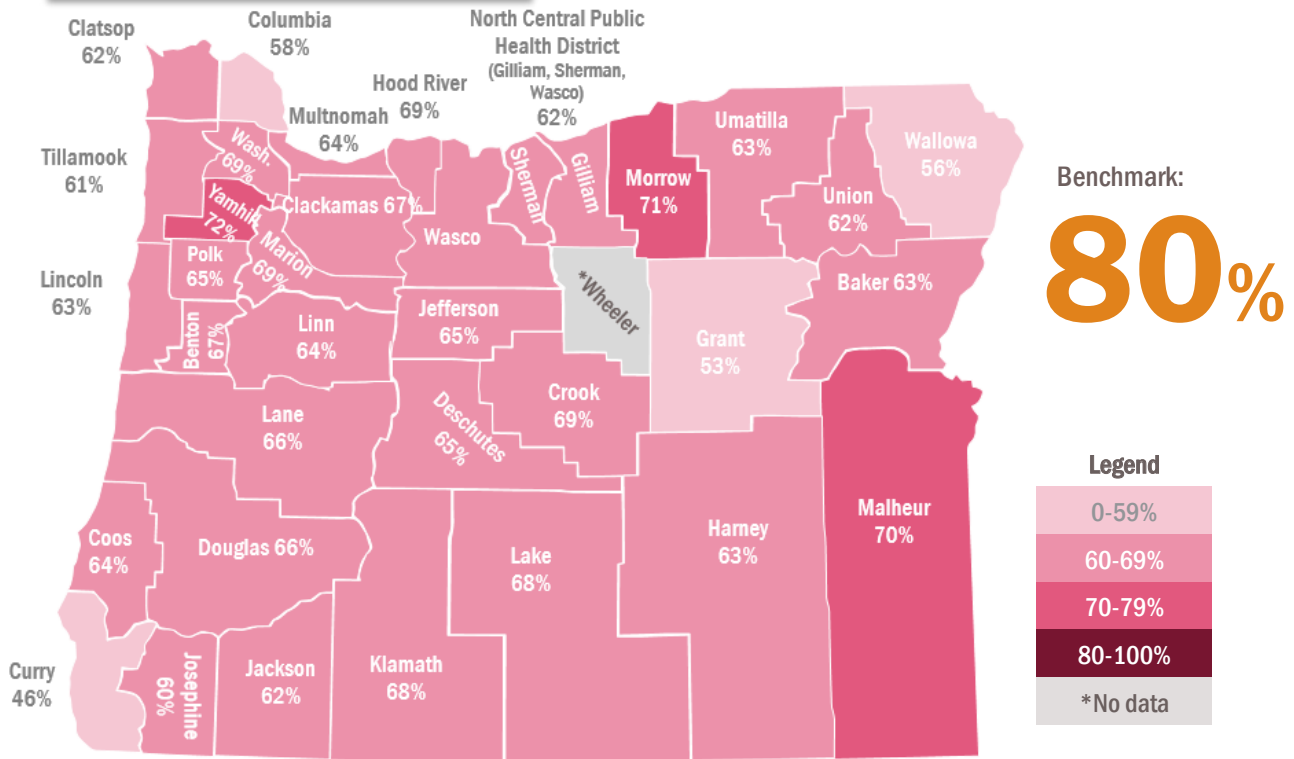 Clatsop
62%
Columbia
58%
North Central Public
Health District
(Gilliam, Sherman,
Wasco)
62%
Hood River
69%
Multnomah
64%
Tillamook
61%
Wash.
69%
Yamhill
72%
Clackamas 67%
Marion
69%
Polk
65%
Lincoln
63%
Benton
67%
Linn
64%
Wasco
Sherman
Gilliam
Morrow
71%
Umatilla
63%
Union
62%
Wallowa
56%
Baker 63%
*Wheeler
Jefferson
65%
Grant
53%
Crook
69%
Deschutes
65%
Lane
66%
Coos
64%
Douglas 66%
Lake
68%
Harney
63%
Malheur
70%
Curry
46%
Josephine
60%
Jackson
62%
Klamath
68%
Benchmark:
80%
Legend
0-59%
60-69%
70-79%
80-100%
*No data